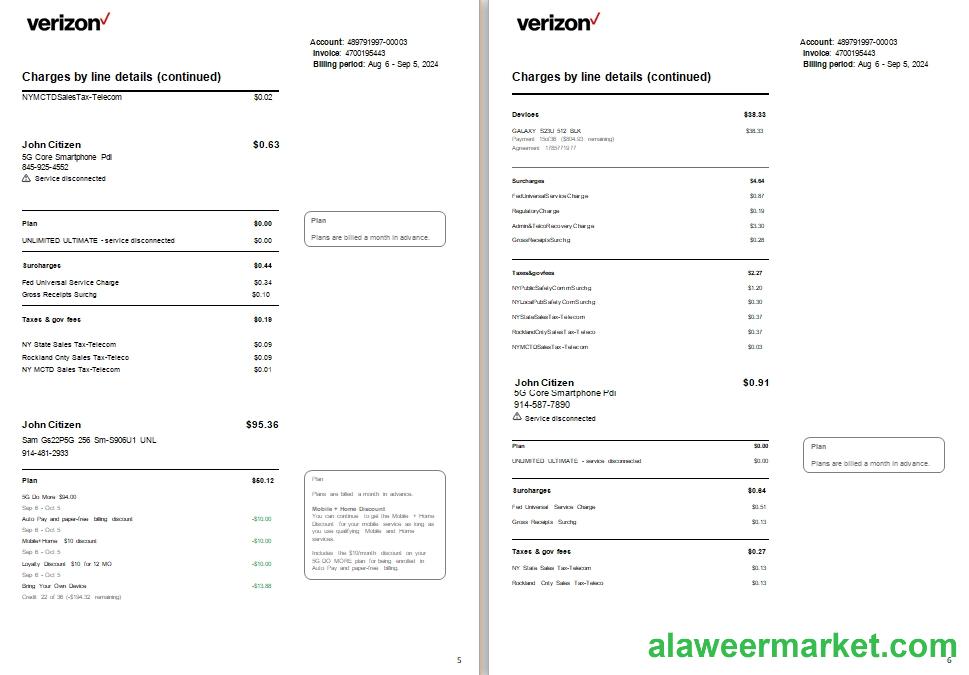 verizon
Account: 489791997-00003
Invoice: 4700195443
Billing period: Aug 6 - Sep 5, 2024
Charges by line details (continued)
NYMCTDSalesTax-Telecom $0.02
John Citizen $0.63
5G Core Smartphone Pdl
845-925-4552
Service disconnected
Plan $0.00
UNLIMITED ULTIMATE - service disconnected $0.00
Plan
Plans are billed a month in advance.
Suroharges $0.44
Fed Universal Service Charge $0.34
Gross Receipts Surchg $0.10
Taxes & gov fees $0.19
NY State Sales Tax-Telecom $0.09
Rockland Cnty Sales Tax-Teleco $0.09
NY MCTD Sales Tax-Telecom $0.01
John Citizen $95.36
Sam Gs22P5G 256 Sm-S906U1 UNL
914-481-2933
Plan $50.12
5G Do More $94.00
Sep 6 - Oct 5
Auto Pay and paper-free billing discount -$10.00
Sep 6 - Oct 5
Mobile+Home $10 discount -$10.00
Sep 6 - Oct 5
Loyalty Discount $10 for 12 MO -$10.00
Sep 6 - Oct 5
Bring Your Own Device -$13.88
Credit 22 of 36 (-$194.32 remaining)
Plan
Plans are billed a month in advance.
Mobile + Home Discount
You can continue to get the Mobile + Home
Discount for your mobile service as long as
you use qualifying Mobile and Home
services.
Includes the $10/month discount on your
5G DO MORE plan for being enrolled in
Auto Pay and paper-free billing.
5
verizon
Account: 489791997-00003
Invoice: 4700195443
Billing period: Aug 6 - Sep 5, 2024
Charges by line details (continued)
Devices $38.33
GALAXY S23U 512 BLK $38.33
Payment 15of36 ($804.93 remaining)
Agreement 1785771977
Surcharges $4.64
FedUniversalServiceCharge $0.87
RegulatoryCharge $0.19
Admin&TelcoRecoveryCharge $3.30
GrossReceiptsSurchg $0.28
Taxes&govfees $2.27
NYPublicSafetyComSurchg $1.20
NYLocalPubSafetyComSurchg $0.30
NYStateSalesTax-Telecom $0.37
RocklandCntySalesTax-Teleco $0.37
NYMCTDSalesTax-Telecom $0.03
John Citizen $0.91
5G Core Smartphone Pdl
914-587-7890
Service disconnected
Plan $0.00
UNLIMITED ULTIMATE - service disconnected $0.00
Plan
Plans are billed a month in advance.
Suroharges $0.64
Fed Universal Service Charge $0.51
Gross Receipts Surchg $0.13
Taxes & gov fees $0.27
NY State Sales Tax-Telecom $0.13
Rockland Cnty Sales Tax-Teleco $0.13
alaweermarket.com
6